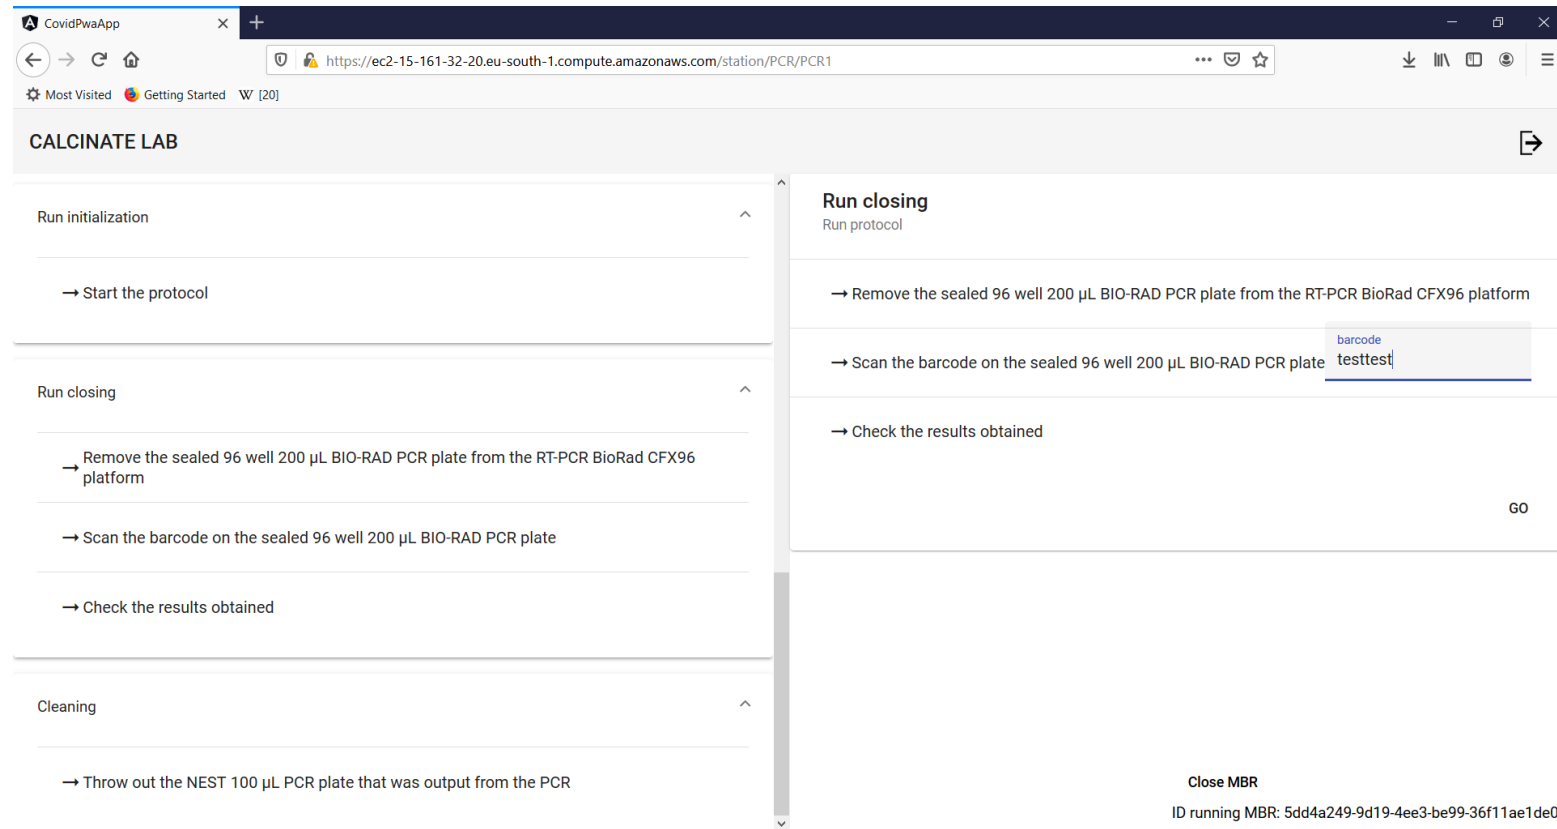 CovidPwaApp
https://ec2-15-161-32-20.eu-south-1.compute.amazonaws.com/station/PCR/PCR1
Most Visited Getting Started W [20]
CALCINATE LAB
Run initialization
Start the protocol
Run closing
Remove the sealed 96 well 200 µL BIO-RAD PCR plate from the RT-PCR BioRad CFX96
platform
Scan the barcode on the sealed 96 well 200 µL BIO-RAD PCR plate
Check the results obtained
Cleaning
Throw out the NEST 100 µL PCR plate that was output from the PCR
Run closing
Run protocol
Remove the sealed 96 well 200 µL BIO-RAD PCR plate from the RT-PCR BioRad CFX96 platform
barcode
Scan the barcode on the sealed 96 well 200 µL BIO-RAD PCR plate testtest
Check the results obtained
GO
Close MBR
ID running MBR: 5dd4a249-9d19-4ee3-be99-36f11ae1de0